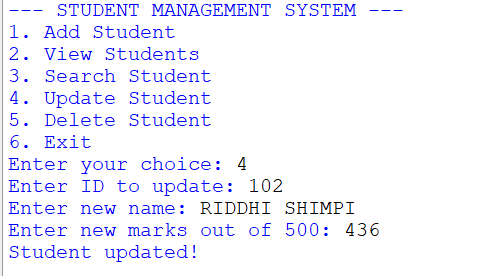 --- STUDENT MANAGEMENT SYSTEM ---
1. Add Student
2. View Students
3. Search Student
4. Update Student
5. Delete Student
6. Exit
Enter your choice: 4
Enter ID to update: 102
Enter new name: RIDDHI SHIMPI
Enter new marks out of 500: 436
Student updated!